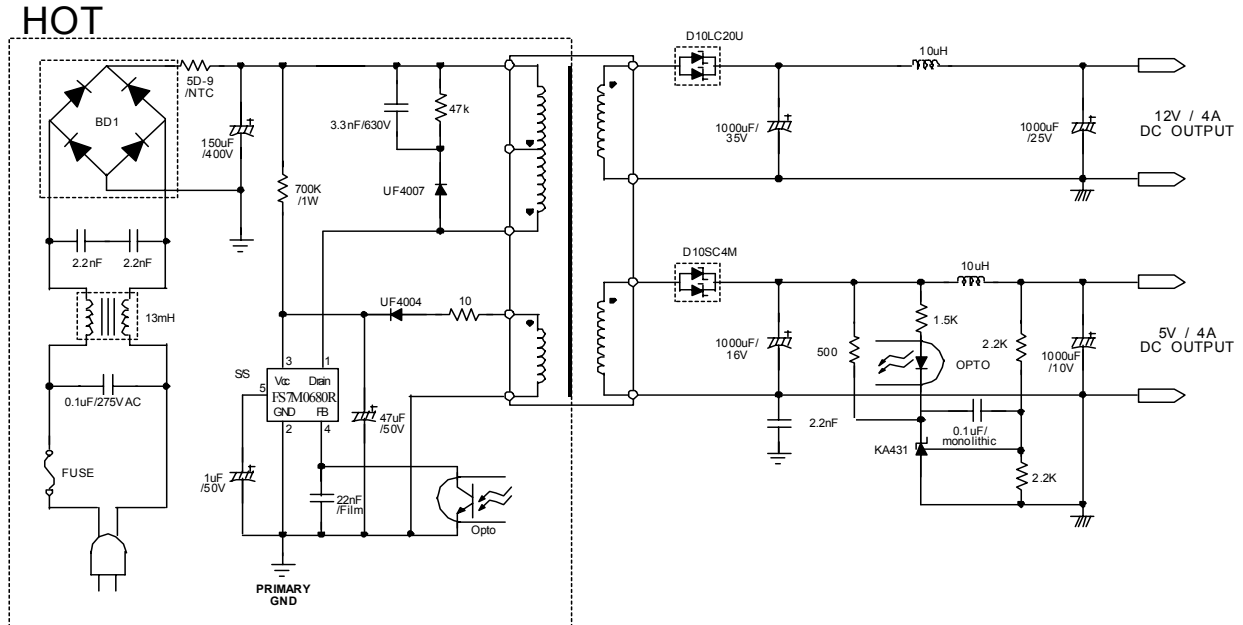 HOT
D10LC20U
10uH
5D-9
/NTC
BD1
150uF
/400V
3.3nF/630V
47k
1000uF/
35V
1000uF
/25V
12V / 4A
DC OUTPUT
700K
/1W
UF4007
2.2nF
2.2nF
D10SC4M
10uH
13mH
UF4004
10
1.5K
1000uF/
16V
500
OPTO
2.2K
1000uF
/10V
5V / 4A
DC OUTPUT
0.1uF/275VAC
S/S
3
1
5
Vcc
Drain
FS7M0680R
GND
FB
2
4
47uF
/50V
2.2nF
0.1uF/
monolithic
KA431
FUSE
1uF
/50V
22nF
/Film
Opto
2.2K
PRIMARY
GND